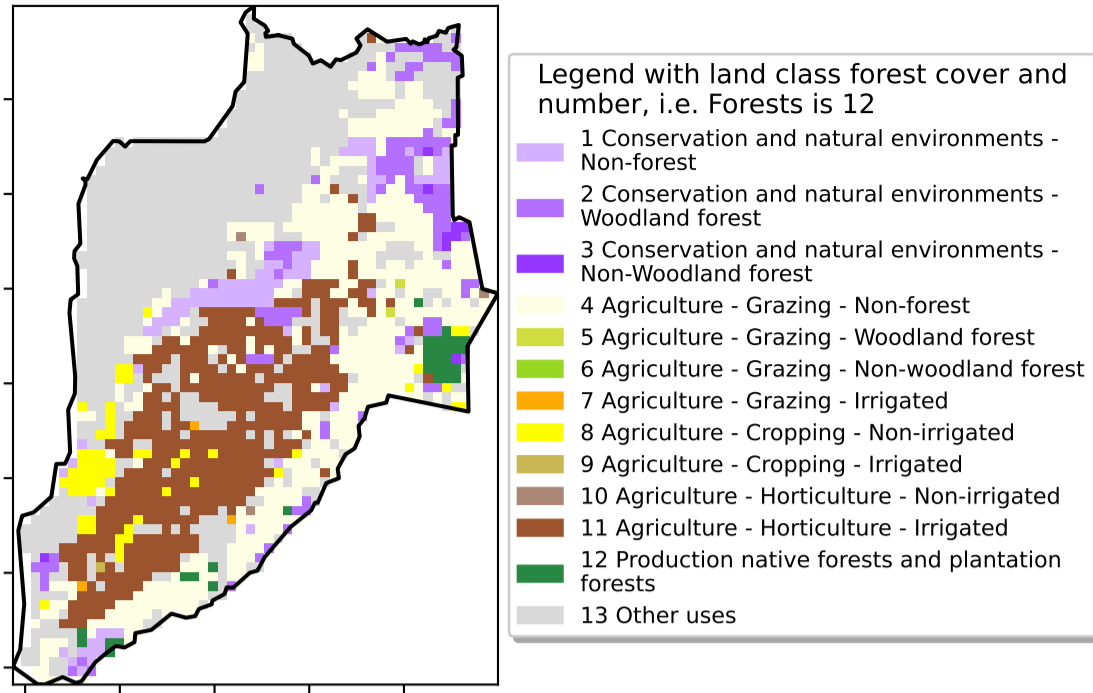 Legend with land class forest cover and
number, i.e. Forests is 12
1 Conservation and natural environments -
Non-forest
2 Conservation and natural environments -
Woodland forest
3 Conservation and natural environments -
Non-Woodland forest
4 Agriculture - Grazing - Non-forest
5 Agriculture - Grazing - Woodland forest
6 Agriculture - Grazing - Non-woodland forest
7 Agriculture - Grazing - Irrigated
8 Agriculture - Cropping - Non-irrigated
9 Agriculture - Cropping - Irrigated
10 Agriculture - Horticulture - Non-irrigated
11 Agriculture - Horticulture - Irrigated
12 Production native forests and plantation
forests
13 Other uses